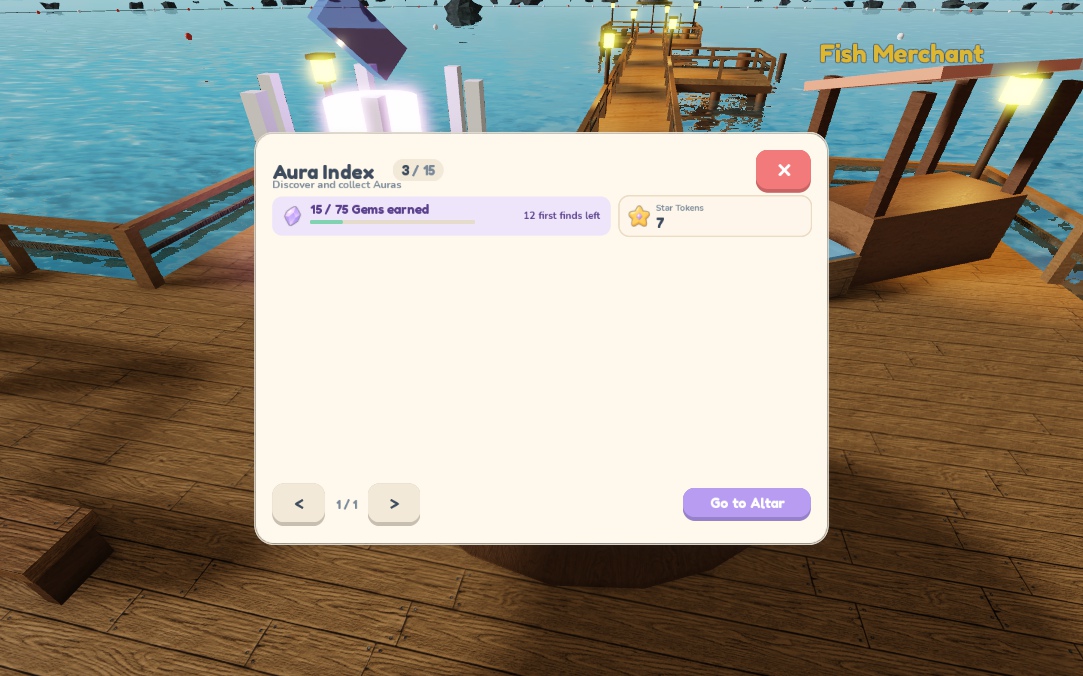 Fish Merchant
Aura Index 3 / 15
Discover and collect Auras
15 / 75 Gems earned
12 first finds left
Star Tokens
7
< 1 / 1 >
Go to Altar